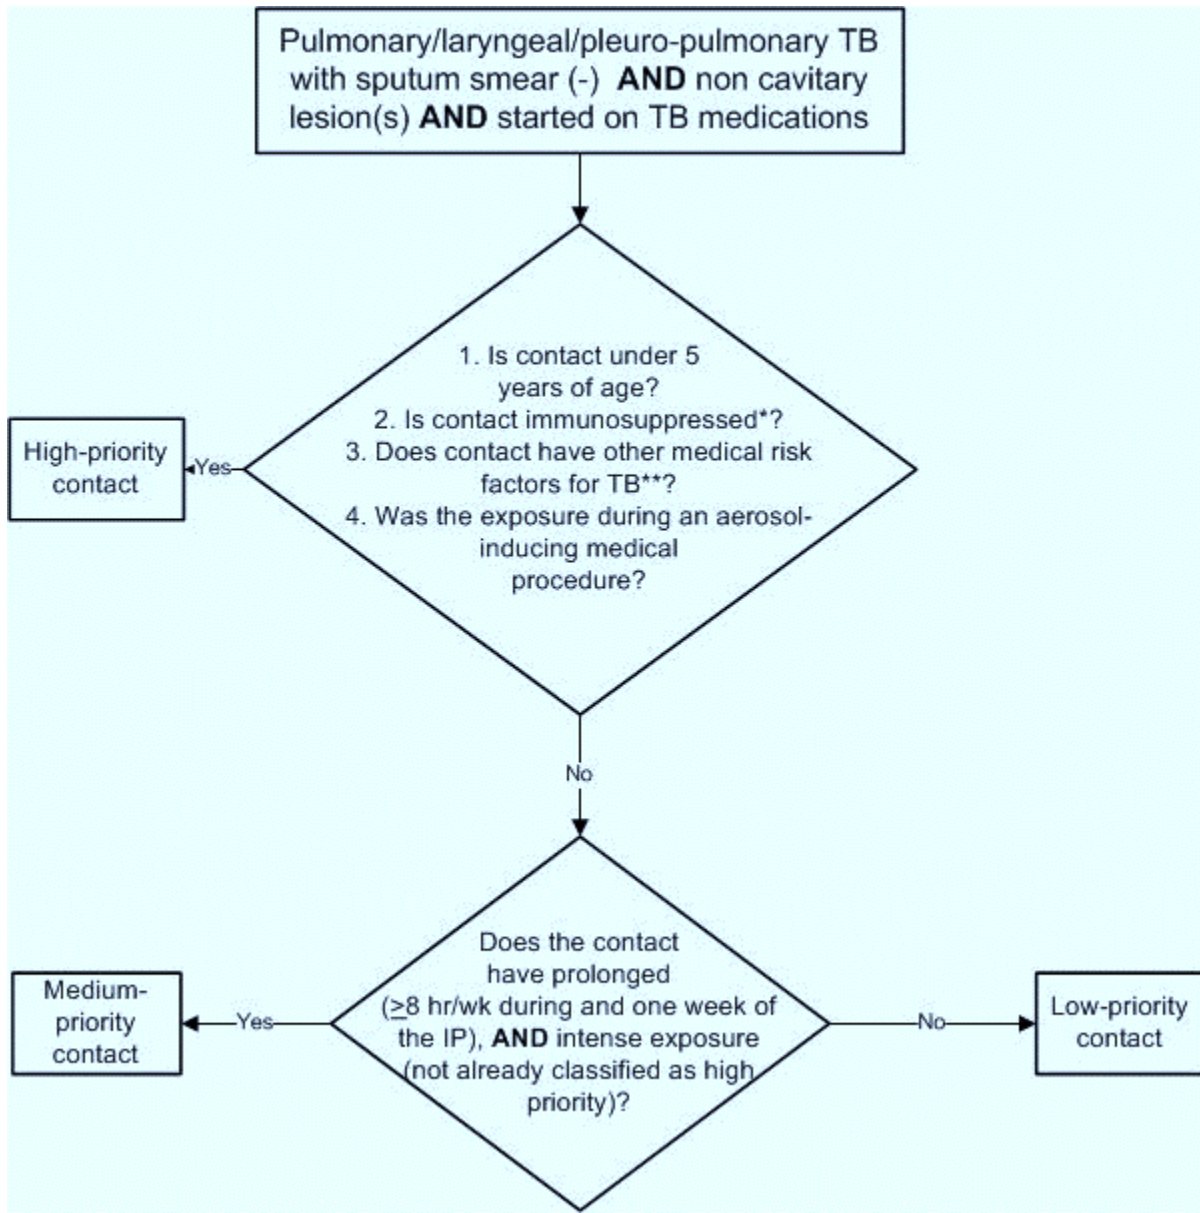 Pulmonary/laryngeal/pleuro-pulmonary TB
with sputum smear (-) AND non cavitary
lesion(s) AND started on TB medications
1. Is contact under 5
years of age?
2. Is contact immunosuppressed*?
3. Does contact have other medical risk
factors for TB**?
4. Was the exposure during an aerosol-
inducing medical
procedure?
Yes
High-priority
contact
No
Does the contact
have prolonged
(≥8 hr/wk during and one week of
the IP), AND intense exposure
(not already classified as high
priority)?
Yes
Medium-
priority
contact
No
Low-priority
contact